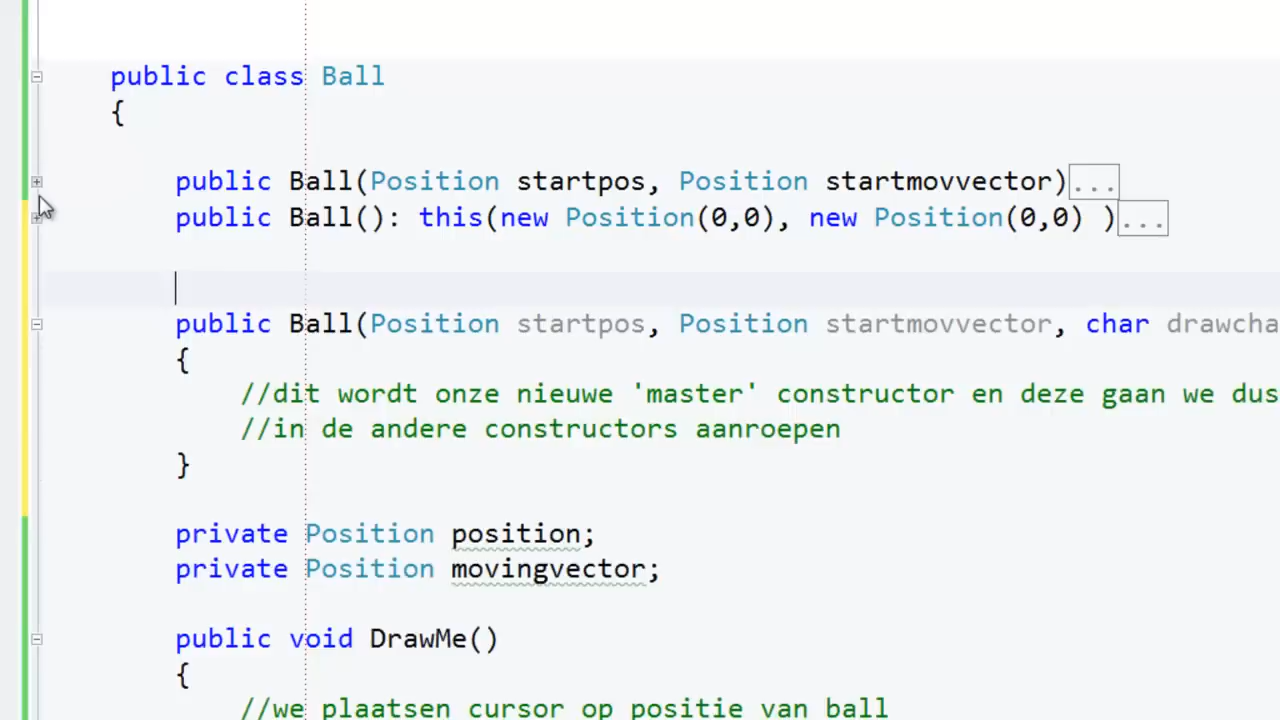 public class Ball
{
public Ball(Position startpos, Position startmovvector)...
public Ball(): this(new Position(0,0), new Position(0,0) )...
public Ball(Position startpos, Position startmovvector, char drawcha
{
//dit wordt onze nieuwe 'master' constructor en deze gaan we dus
//in de andere constructors aanroepen
}
private Position position;
private Position movingvector;
public void DrawMe()
{
//we plaatsen cursor op positie van ball